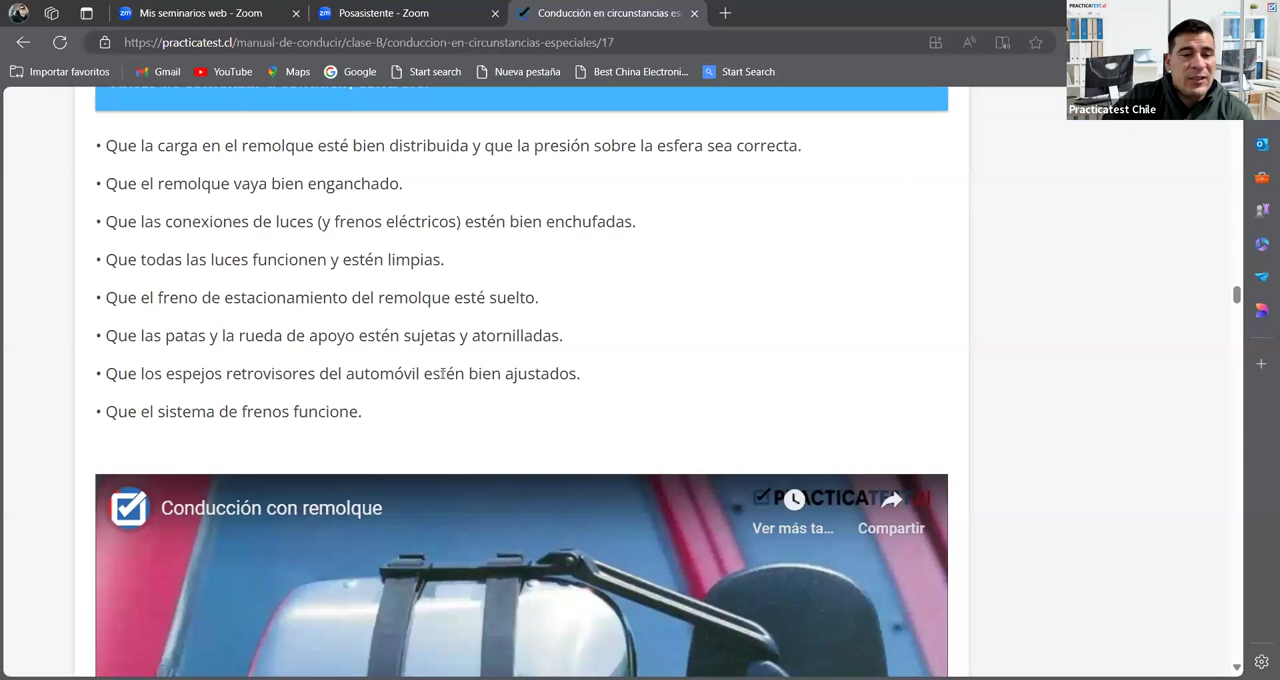 Mis seminarios web - Zoom
Posasistente - Zoom
Conducción en circunstancias es
https://practicatest.cl/manual-de-conducir/clase-B/conduccion-en-circunstancias-especiales/17
Importar favoritos
Gmail
YouTube
Maps
Google
Start search
Nueva pestaña
Best China Electroni...
Start Search
PRACTICATEST.cl
Practicatest Chile
• Que la carga en el remolque esté bien distribuida y que la presión sobre la esfera sea correcta.
• Que el remolque vaya bien enganchado.
• Que las conexiones de luces (y frenos eléctricos) estén bien enchufadas.
• Que todas las luces funcionen y estén limpias.
• Que el freno de estacionamiento del remolque esté suelto.
• Que las patas y la rueda de apoyo estén sujetas y atornilladas.
• Que los espejos retrovisores del automóvil estén bien ajustados.
• Que el sistema de frenos funcione.
Conducción con remolque
Ver más ta...
Compartir